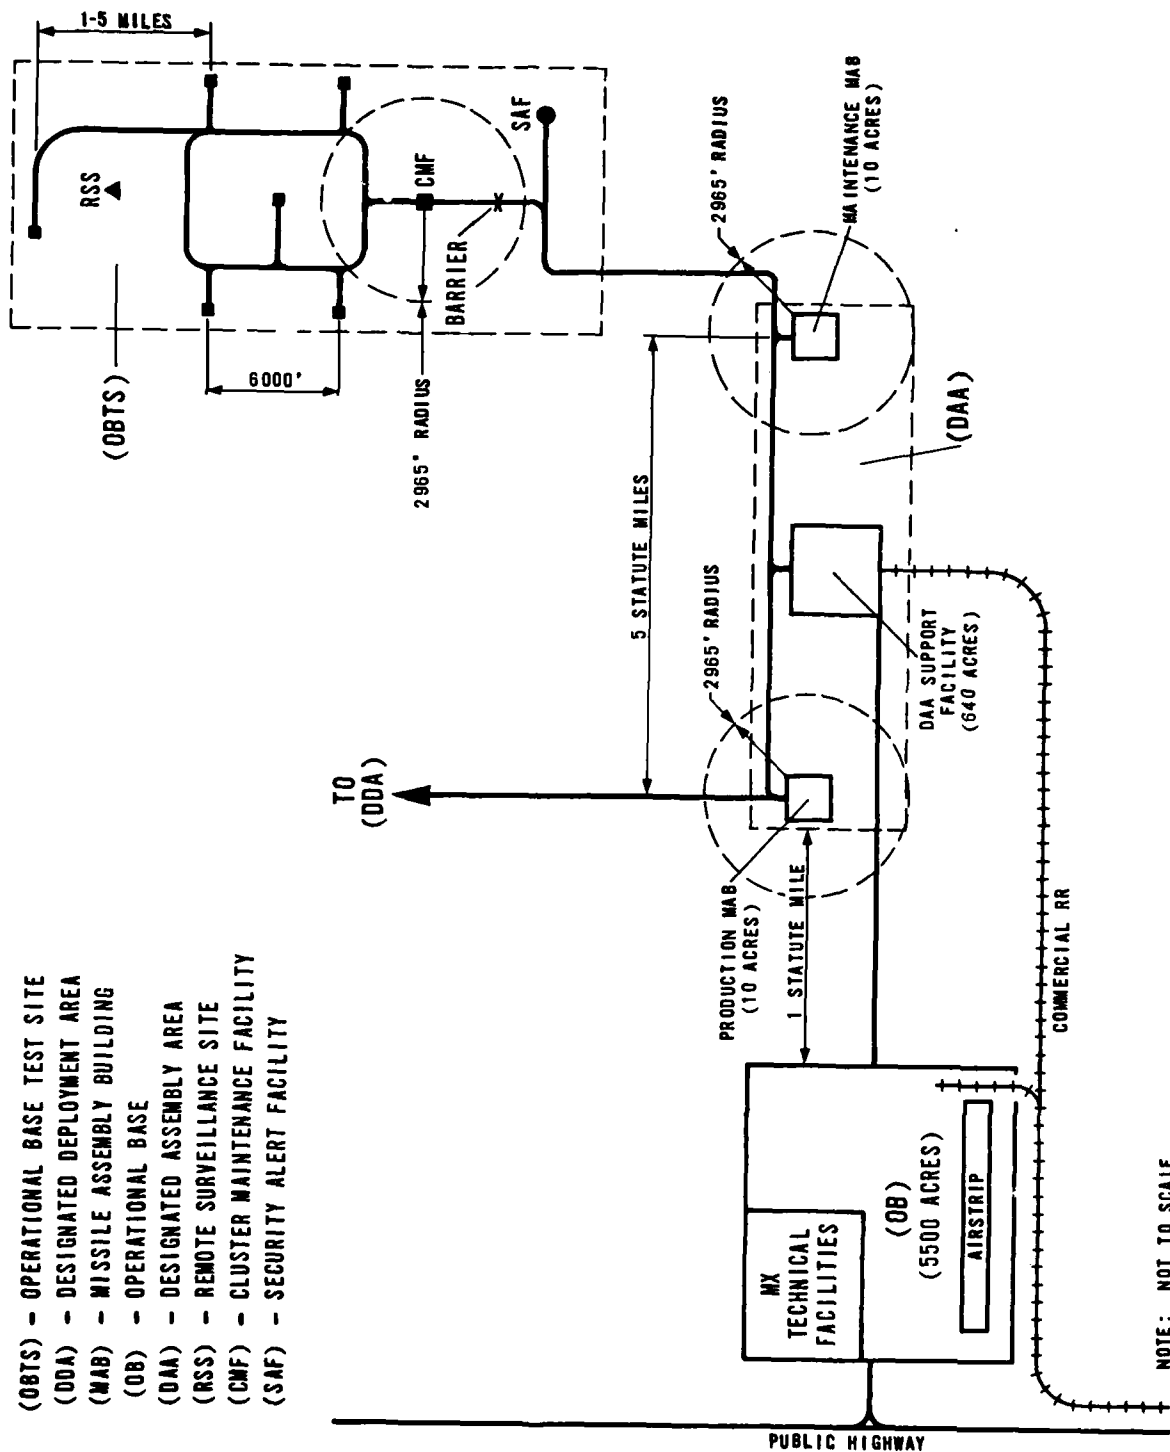 (OBTS) - OPERATIONAL BASE TEST SITE
(DDA) - DESIGNATED DEPLOYMENT AREA
(MAB) - MISSILE ASSEMBLY BUILDING
(OB) - OPERATIONAL BASE
(DAA) - DESIGNATED ASSEMBLY AREA
(RSS) - REMOTE SURVEILLANCE SITE
(CMF) - CLUSTER MAINTENANCE FACILITY
(SAF) - SECURITY ALERT FACILITY
1-5 MILES
RSS
(OBTS)
6000'
CMF
SAF
BARRIER
2965' RADIUS
TO
(DDA)
5 STATUTE MILES
2965' RADIUS
MAINTENANCE MAB
(10 ACRES)
2965' RADIUS
(DAA)
DAA SUPPORT
FACILITY
(640 ACRES)
PRODUCTION MAB
(10 ACRES)
1 STATUTE MILE
COMMERCIAL RR
MX
TECHNICAL
FACILITIES
(OB)
(5500 ACRES)
AIRSTRIP
PUBLIC HIGHWAY
NOTE: NOT TO SCALE